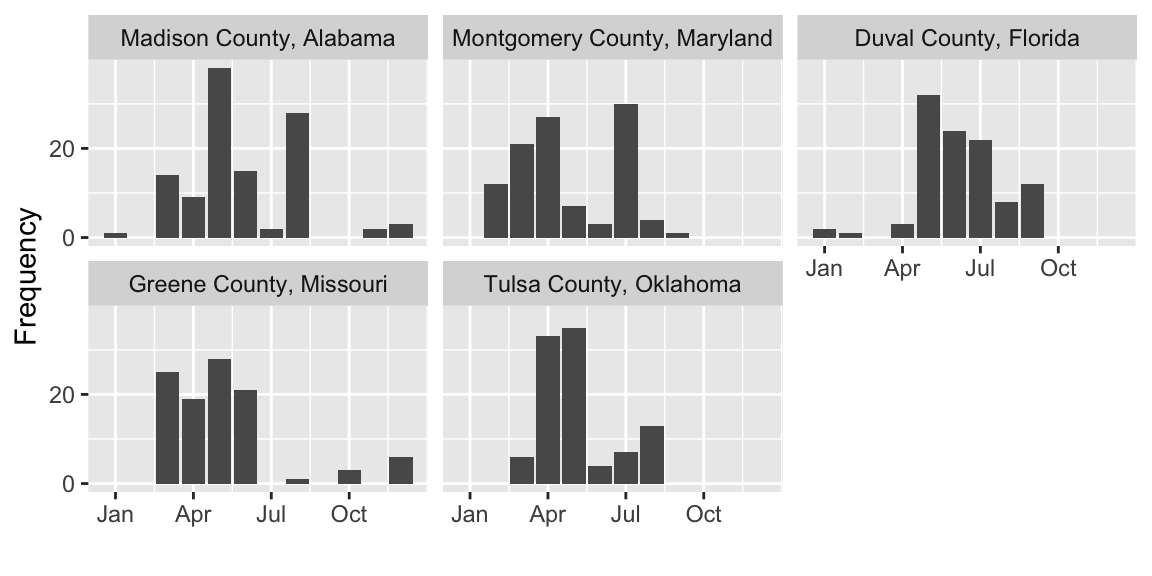 Madison County, Alabama
Montgomery County, Maryland
Duval County, Florida
20
0
Jan Apr Jul Oct
Frequency
Greene County, Missouri
Tulsa County, Oklahoma
20
0
Jan Apr Jul Oct
Jan Apr Jul Oct